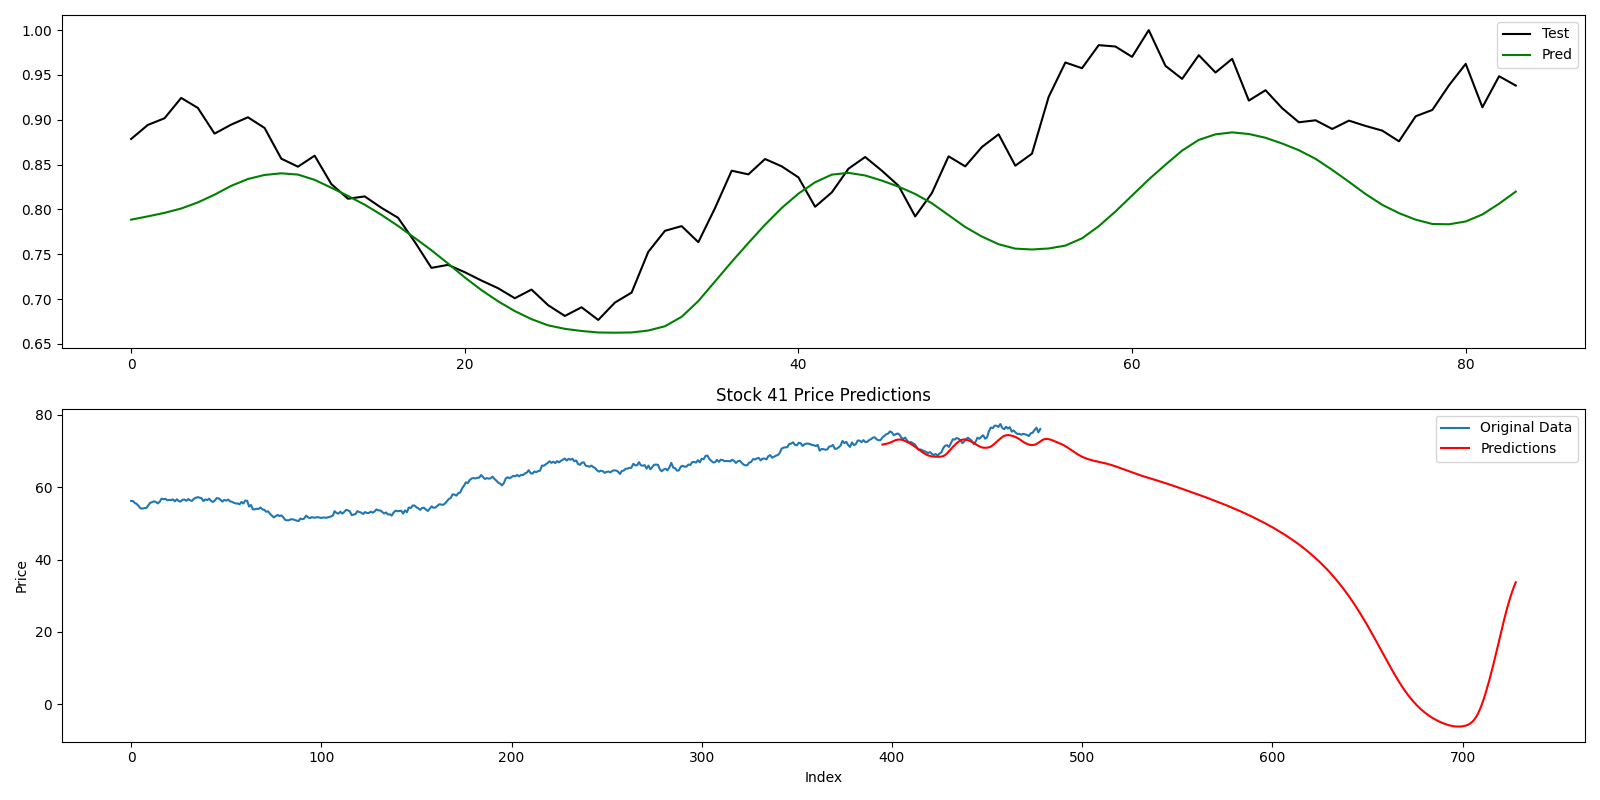 1.00
0.95
0.90
0.85
0.80
0.75
0.70
0.65
Test
Pred
0 20 40 60 80
Stock 41 Price Predictions
80
60
40
20
0
Price
Original Data
Predictions
0 100 200 300 400 500 600 700
Index